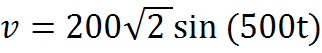 v = 200√2 sin (500t)